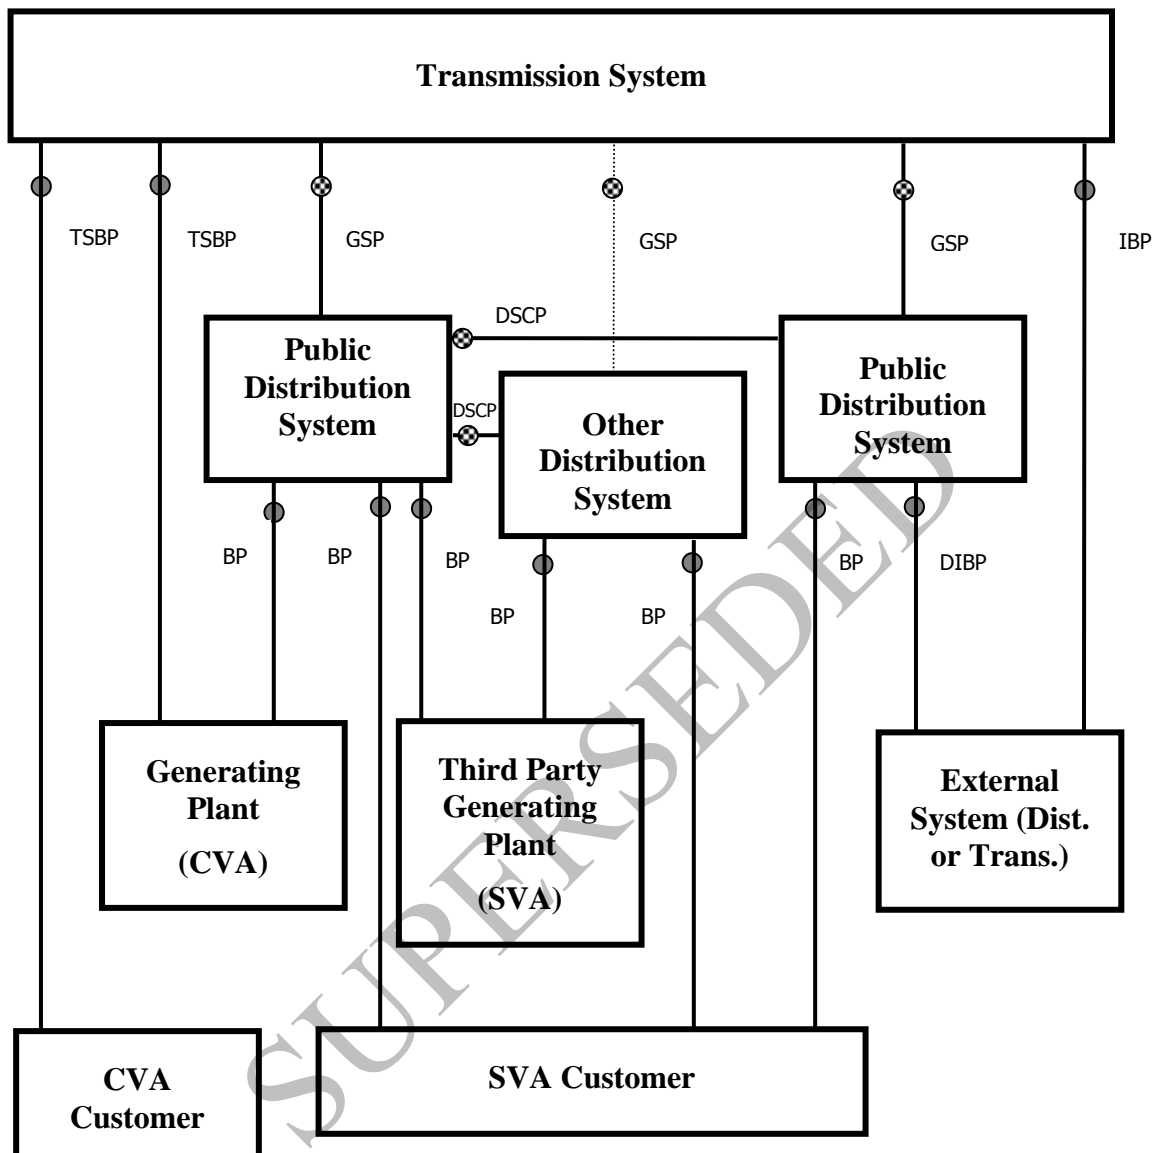 Transmission System
TSBP
TSBP
GSP
GSP
GSP
IBP
DSCP
Public
Distribution
System
DSCP
Other
Distribution
System
Public
Distribution
System
BP
BP
BP
BP
BP
BP
DIBP
Generating
Plant
(CVA)
Third Party
Generating
Plant
(SVA)
External
System (Dist.
or Trans.)
CVA
Customer
SVA Customer
SUPERSEDED